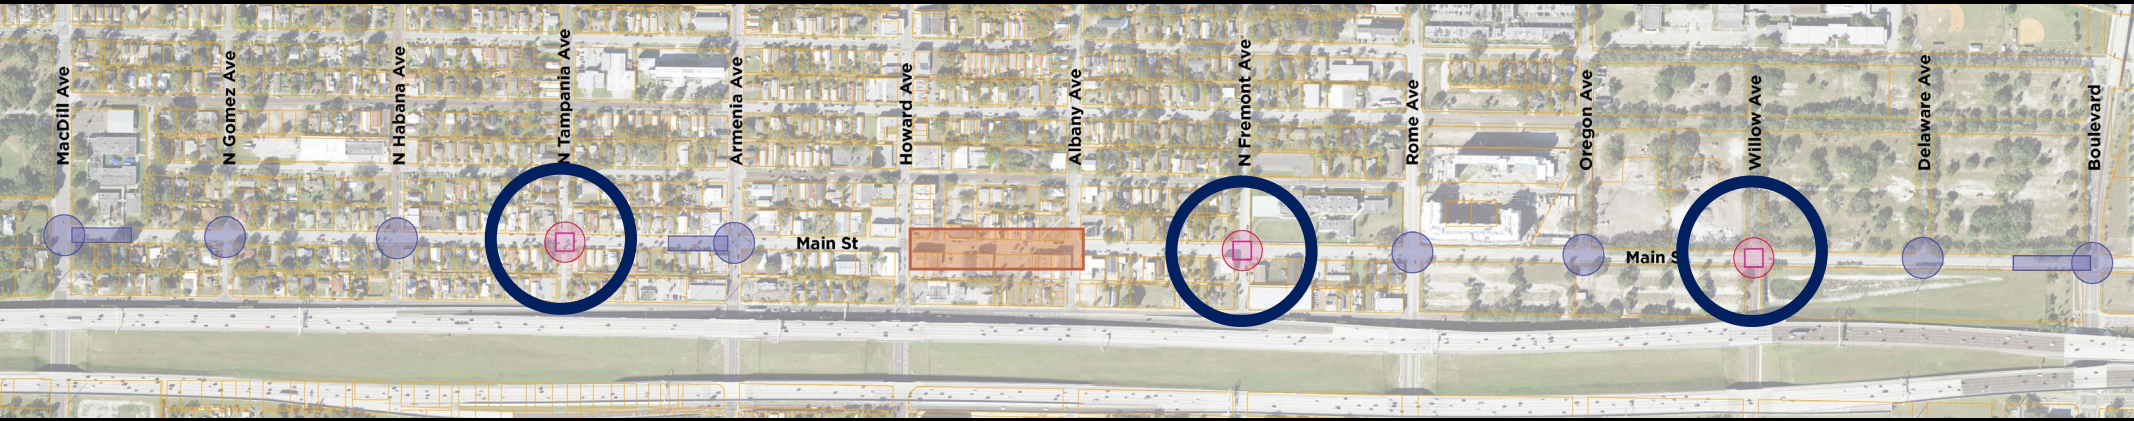 MacDill Ave
N Gomez Ave
N Habana Ave
N Tampania Ave
Armenia Ave
Howard Ave
Albany Ave
N Fremont Ave
Rome Ave
Oregon Ave
Willow Ave
Delaware Ave
Boulevard
Main St
Main S